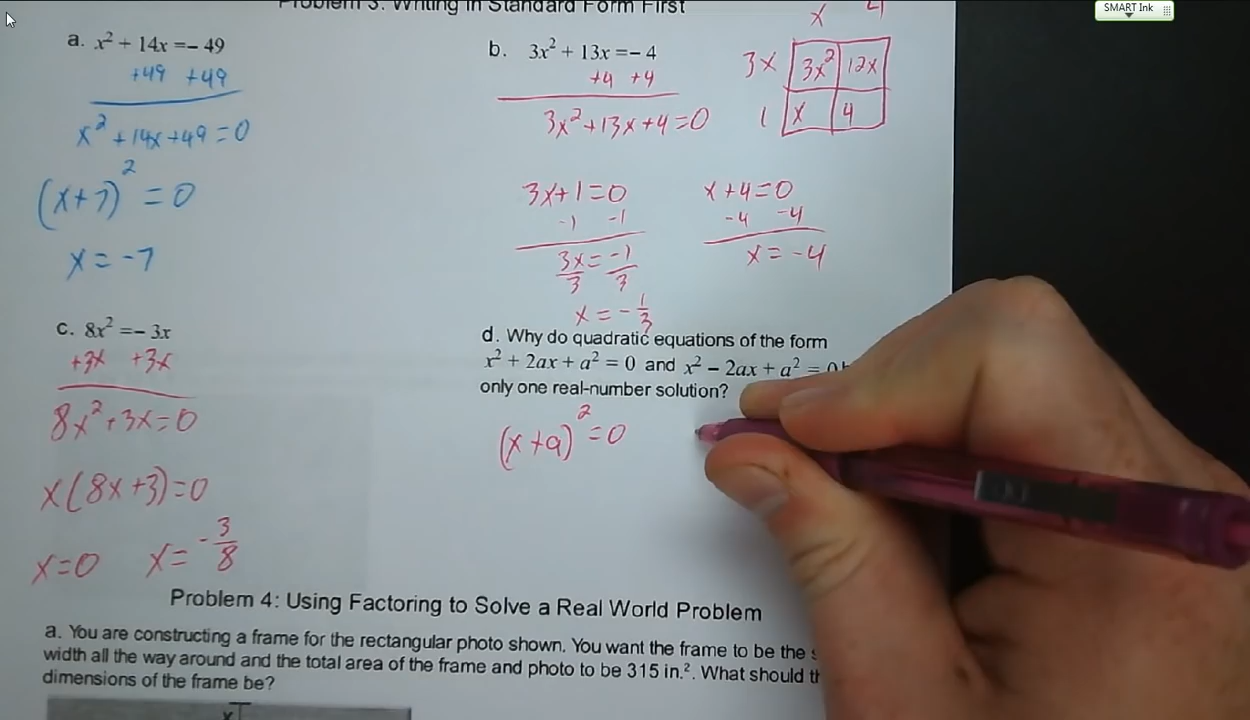 Problem 3: Writing in Standard Form First
SMART Ink
a. x² + 14x = − 49
+49 +49
x² + 14x + 49 = 0
(x+7)² = 0
x = -7
b. 3x² + 13x = − 4
+4 +4
3x² + 13x + 4 = 0
x 4
3x 3x² 12x
1 x 4
3x+1=0 x+4=0
-1 -1 -4 -4
3x/3 = -1/3 x = -4
x = -1/3
c. 8x² = − 3x
+3x +3x
8x² + 3x = 0
x(8x+3)=0
x=0 x= -3/8
d. Why do quadratic equations of the form
x² + 2ax + a² = 0 and x² − 2ax + a² = 0
only one real-number solution?
(x+a)² = 0
Problem 4: Using Factoring to Solve a Real World Problem
a. You are constructing a frame for the rectangular photo shown. You want the frame to be the
width all the way around and the total area of the frame and photo to be 315 in.². What should
dimensions of the frame be?
x